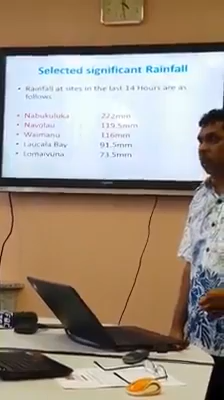 Selected significant Rainfall
• Rainfall at sites in the last 14 Hours are as
follows
Nabukuluka 222mm
Navolau 119.5mm
Waimanu 116mm
Laucala Bay 91.5mm
Lomaivuna 73.5mm